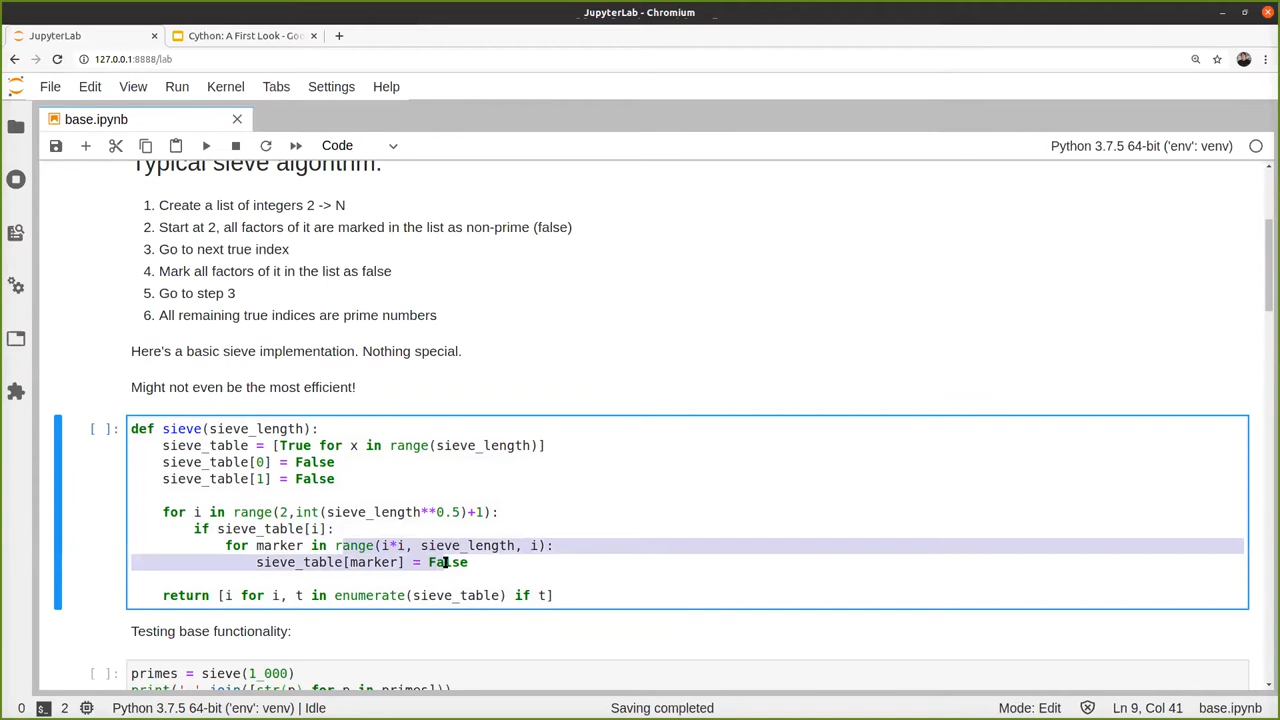 JupyterLab - Chromium
JupyterLab
Cython: A First Look - Goo
127.0.0.1:8888/lab
File Edit View Run Kernel Tabs Settings Help
base.ipynb
Code
Python 3.7.5 64-bit ('env': venv)
Typical sieve algorithm:
1. Create a list of integers 2 -> N
2. Start at 2, all factors of it are marked in the list as non-prime (false)
3. Go to next true index
4. Mark all factors of it in the list as false
5. Go to step 3
6. All remaining true indices are prime numbers
Here's a basic sieve implementation. Nothing special.
Might not even be the most efficient!
[ ]: def sieve(sieve_length):
sieve_table = [True for x in range(sieve_length)]
sieve_table[0] = False
sieve_table[1] = False
for i in range(2,int(sieve_length**0.5)+1):
if sieve_table[i]:
for marker in range(i*i, sieve_length, i):
sieve_table[marker] = False
return [i for i, t in enumerate(sieve_table) if t]
Testing base functionality:
[ ]: primes = sieve(1_000)
print(' '.join([str(p) for p in primes]))
0 $_ 2 Python 3.7.5 64-bit ('env': venv) | Idle Saving completed Mode: Edit Ln 9, Col 41 base.ipynb